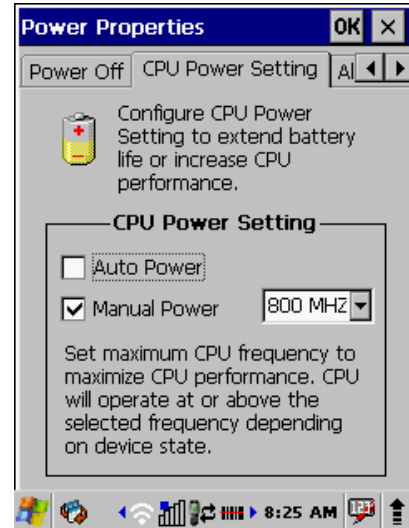 Power Properties OK ×
Power Off CPU Power Setting Al
Configure CPU Power
Setting to extend battery
life or increase CPU
performance.
CPU Power Setting
Auto Power
Manual Power 800 MHZ
Set maximum CPU frequency to
maximize CPU performance. CPU
will operate at or above the
selected frequency depending
on device state.
8:25 AM 123